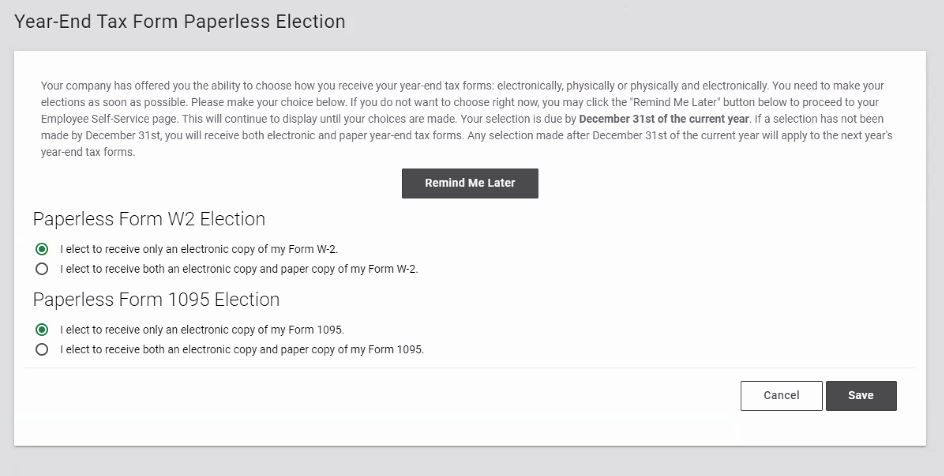 Year-End Tax Form Paperless Election
Your company has offered you the ability to choose how you receive your year-end tax forms: electronically, physically or physically and electronically. You need to make your
elections as soon as possible. Please make your choice below. If you do not want to choose right now, you may click the "Remind Me Later" button below to proceed to your
Employee Self-Service page. This will continue to display until your choices are made. Your selection is due by December 31st of the current year. If a selection has not been
made by December 31st, you will receive both electronic and paper year-end tax forms. Any selection made after December 31st of the current year will apply to the next year's
year-end tax forms.
Remind Me Later
Paperless Form W2 Election
I elect to receive only an electronic copy of my Form W-2.
I elect to receive both an electronic copy and paper copy of my Form W-2.
Paperless Form 1095 Election
I elect to receive only an electronic copy of my Form 1095.
I elect to receive both an electronic copy and paper copy of my Form 1095.
Cancel Save